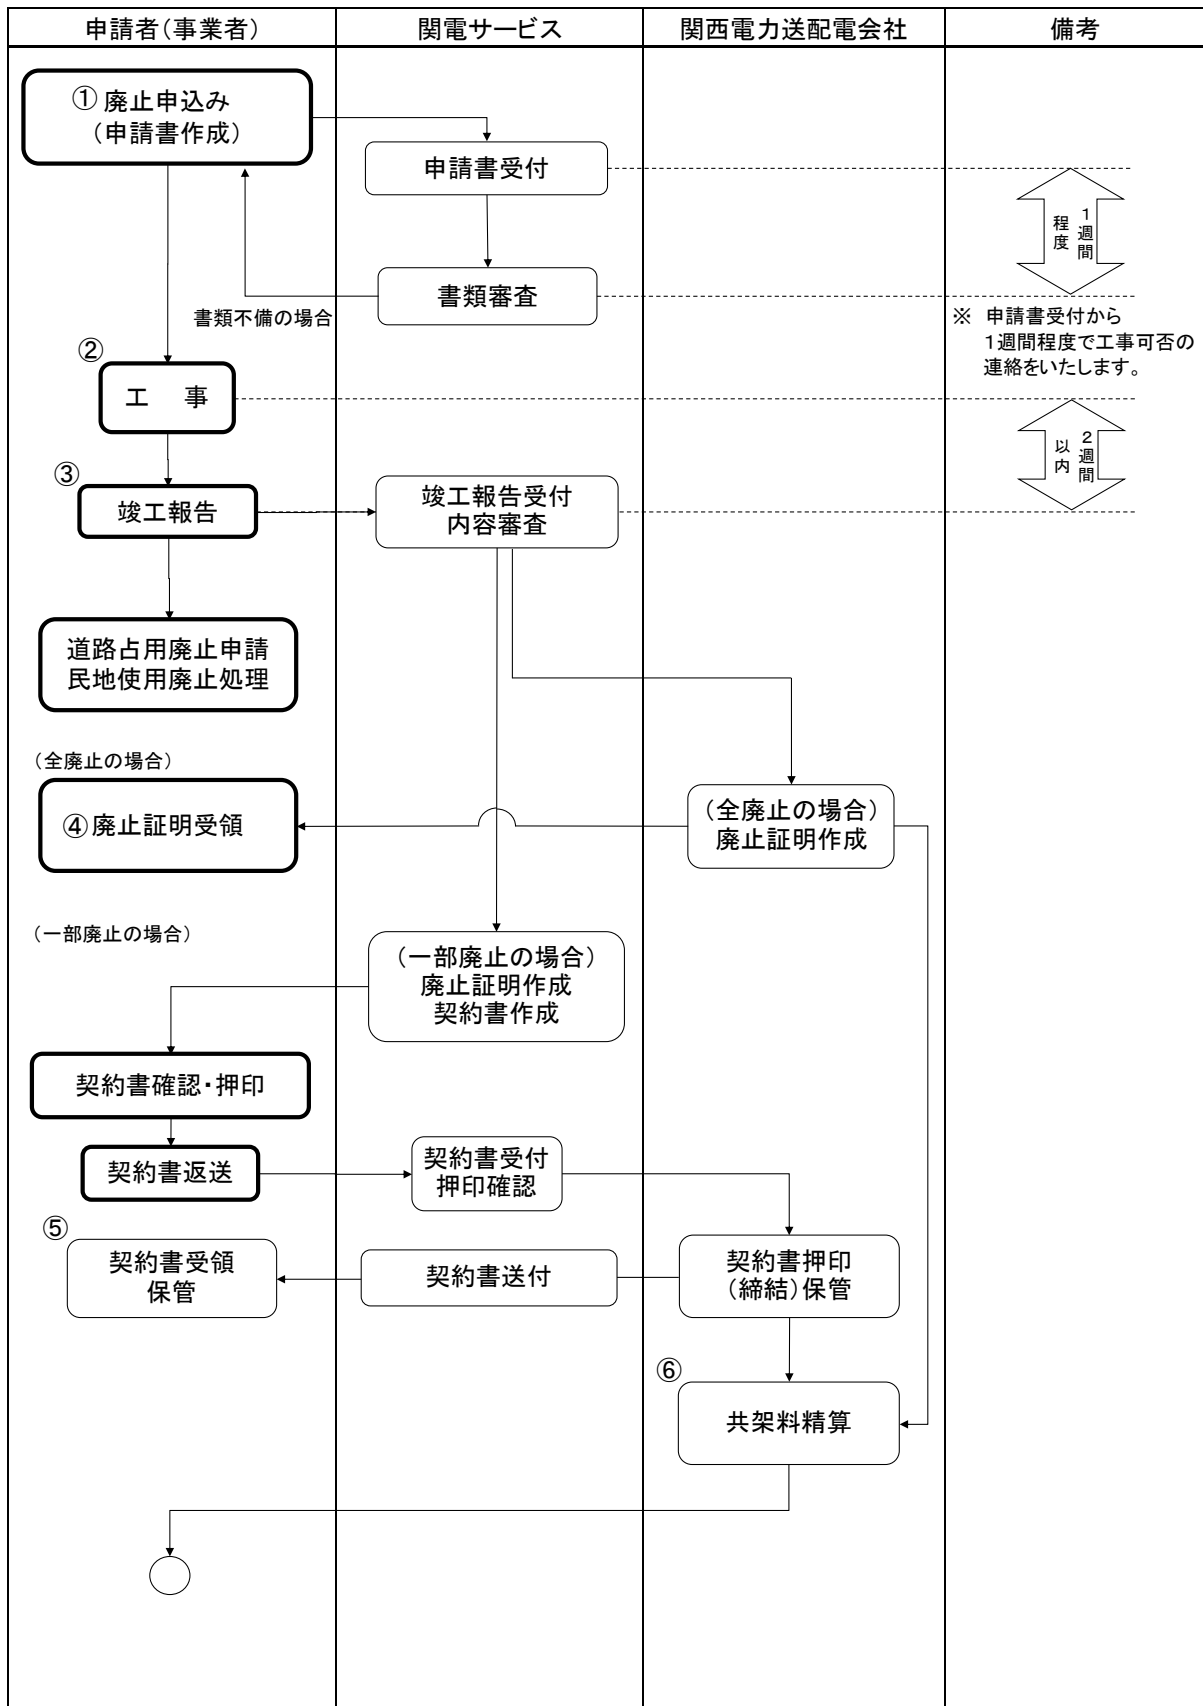 申請者(事業者)
関電サービス
関西電力送配電会社
備考
①廃止申込み
(申請書作成)
申請書受付
書類審査
書類不備の場合
1週間
程度
※ 申請書受付から
1週間程度で工事可否の
連絡をいたします。
②
工 事
2週間
以内
③
竣工報告
竣工報告受付
内容審査
道路占用廃止申請
民地使用廃止処理
(全廃止の場合)
④廃止証明受領
(全廃止の場合)
廃止証明作成
(一部廃止の場合)
(一部廃止の場合)
廃止証明作成
契約書作成
契約書確認・押印
契約書返送
契約書受付
押印確認
⑤
契約書受領
保管
契約書送付
契約書押印
(締結)保管
⑥
共架料精算